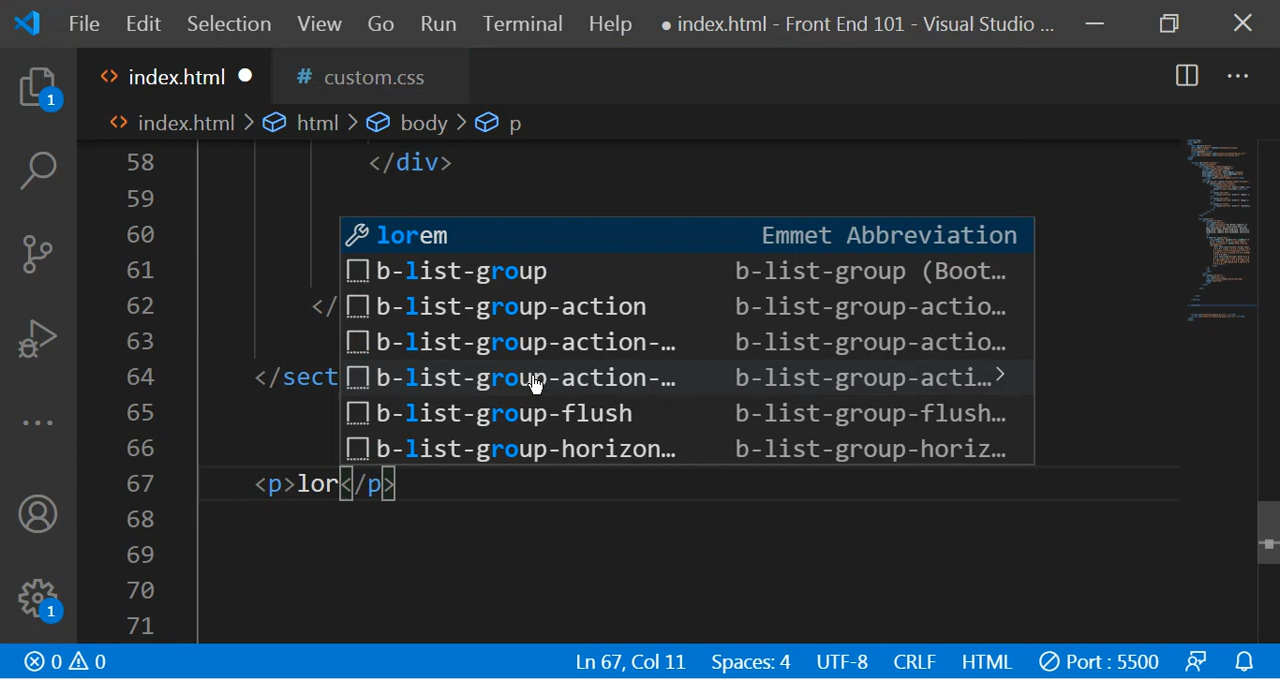 File Edit Selection View Go Run Terminal Help ● index.html - Front End 101 - Visual Studio ...
<> index.html ● # custom.css ...
<> index.html > html > body > p
1
58 </div>
59
60 lorem Emmet Abbreviation
61 b-list-group b-list-group (Boot...
62 </ b-list-group-action b-list-group-actio...
63 b-list-group-action-... b-list-group-actio...
64 </sect b-list-group-action-... b-list-group-acti...>
65 b-list-group-flush b-list-group-flush...
66 b-list-group-horizon... b-list-group-horiz...
67 <p>lor</p>
68
69
70
71
1
0 0 Ln 67, Col 11 Spaces: 4 UTF-8 CRLF HTML Port : 5500